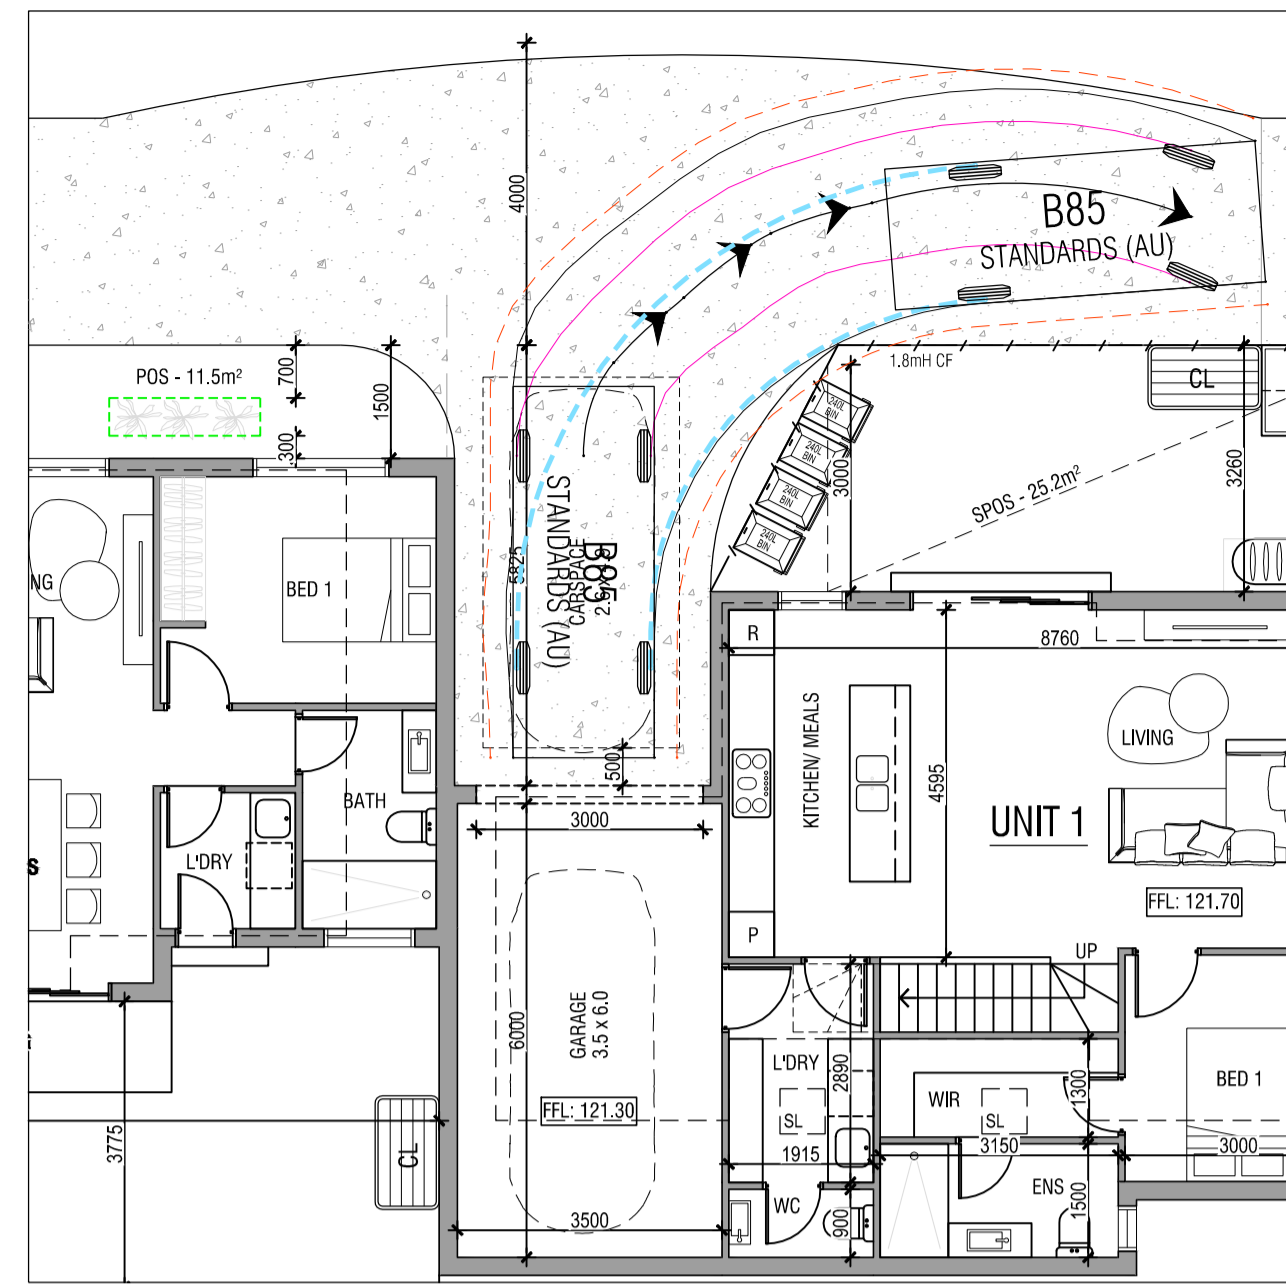 4000
B85
STANDARDS (AU)
POS - 11.5m²
700
1500
300
1.8mH CF
CL
240L
BIN
240L
BIN
240L
BIN
240L
BIN
3000
SPOS - 25.2m²
3260
NG
BED 1
5825
STANDARDS (AU)
CARSPACE
B85
R
8760
KITCHEN/ MEALS
4595
LIVING
UNIT 1
500
BATH
3000
L'DRY
S
FFL: 121.70
P
UP
6000
GARAGE
3.5 x 6.0
L'DRY
2890
WIR
1300
BED 1
FFL: 121.30
SL
SL
3775
CL
1915
3150
3000
ENS
WC
900
1500
3500